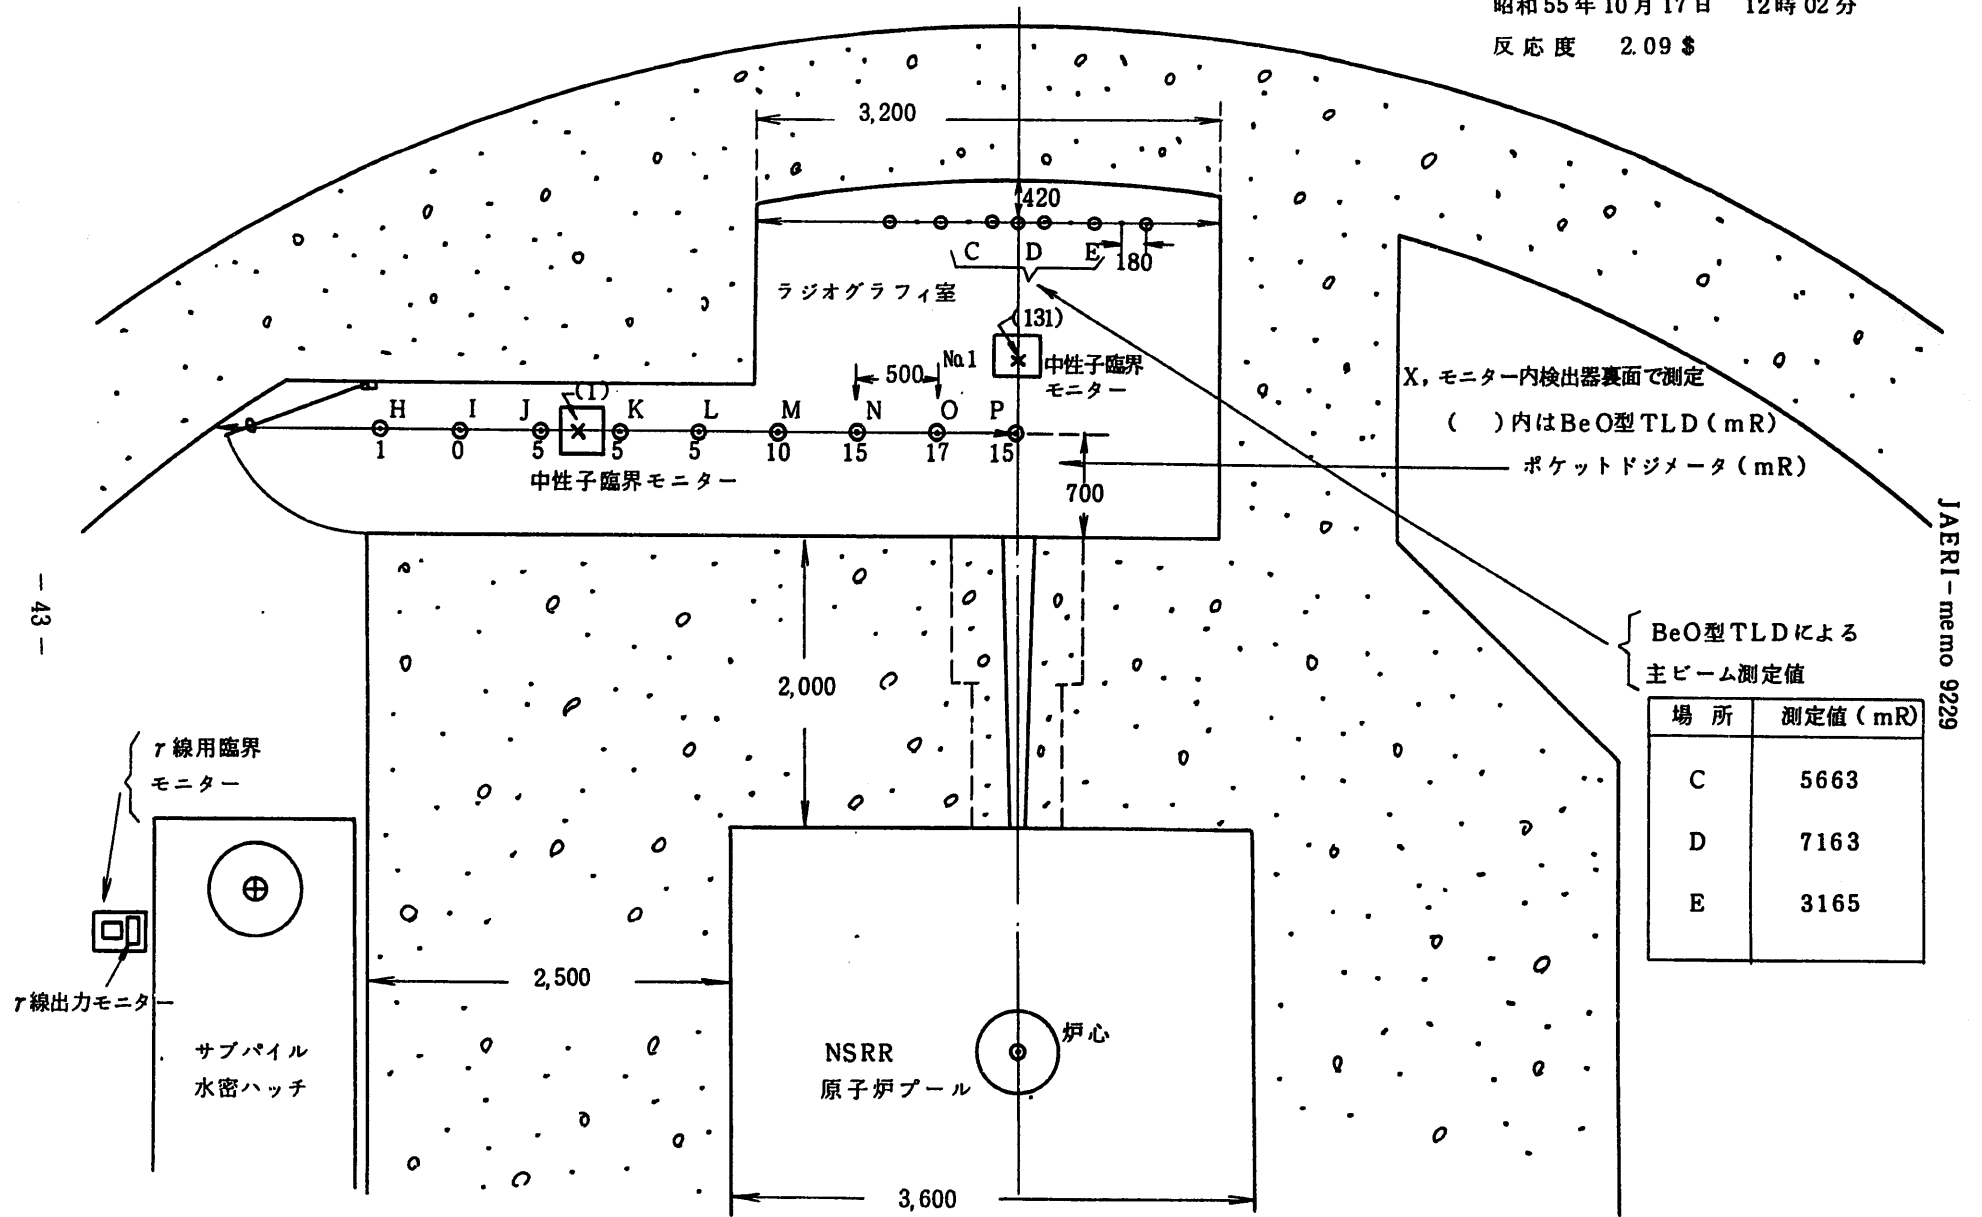 昭和55年10月17日 12時02分
反応度 2.09 $
3,200
420
C D E
180
ラジオグラフィ室
(131)
No.1
中性子臨界
モニター
500
(1)
H I J K L M N O P
1 0 5 5 5 10 15 17 15
中性子臨界モニター
700
X, モニター内検出器裏面で測定
( )内はBeO型TLD(mR)
ポケットドジメータ(mR)
2,000
BeO型TLDによる
主ビーム測定値
場所 測定値(mR)
C 5663
D 7163
E 3165
γ線用臨界
モニター
γ線出力モニター
サブパイル
水密ハッチ
2,500
NSRR
原子炉プール
炉心
3,600
JAERI-memo 9229
- 43 -